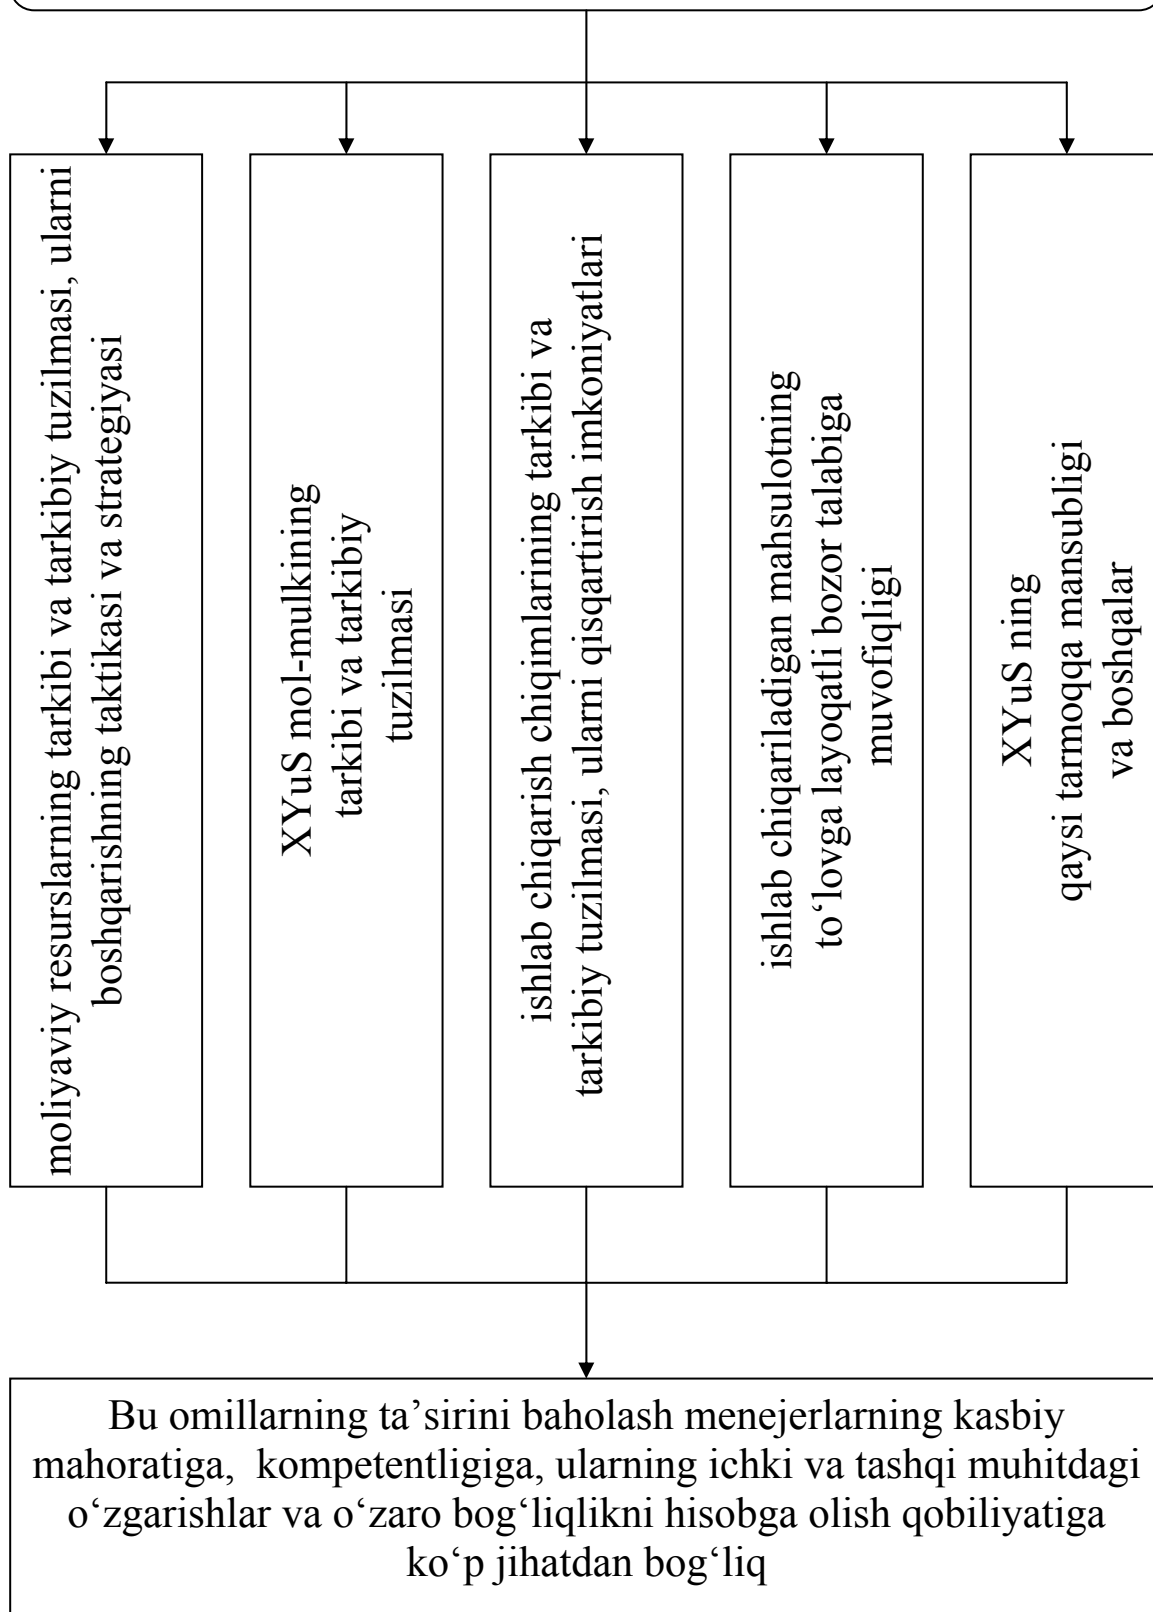 moliyaviy resurslarning tarkibi va tarkibiy tuzilmasi, ularni
boshqarishning taktikasi va strategiyasi
XYuS mol-mulkining
tarkibi va tarkibiy
tuzilmasi
ishlab chiqarish chiqimlarining tarkibi va
tarkibiy tuzilmasi, ularni qisqartirish imkoniyatlari
ishlab chiqariladigan mahsulotning
to‘lovga layoqatli bozor talabiga
muvofiqligi
XYuS ning
qaysi tarmoqqa mansubligi
va boshqalar
Bu omillarning ta’sirini baholash menejerlarning kasbiy
mahoratiga, kompetentligiga, ularning ichki va tashqi muhitdagi
o‘zgarishlar va o‘zaro bog‘liqlikni hisobga olish qobiliyatiga
ko‘p jihatdan bog‘liq